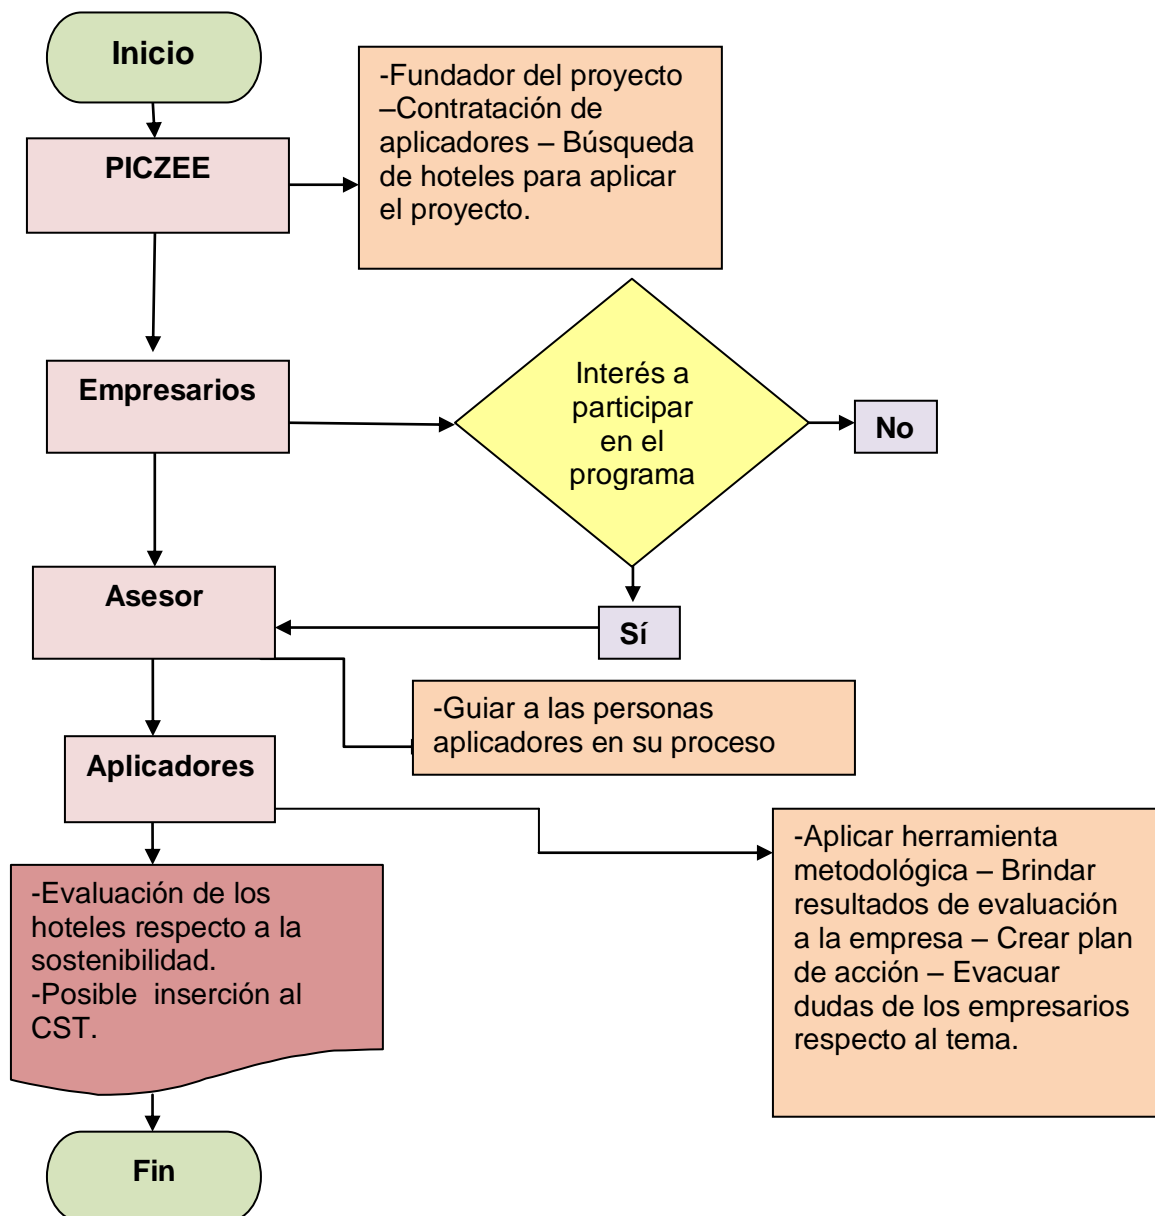 Inicio
-Fundador del proyecto
–Contratación de
aplicadores – Búsqueda
de hoteles para aplicar
el proyecto.
PICZEE
Empresarios
Interés a
participar
en el
programa
No
Asesor
Sí
-Guiar a las personas
aplicadores en su proceso
Aplicadores
-Aplicar herramienta
metodológica – Brindar
resultados de evaluación
a la empresa – Crear plan
de acción – Evacuar
dudas de los empresarios
respecto al tema.
-Evaluación de los
hoteles respecto a la
sostenibilidad.
-Posible  inserción al
CST.
Fin